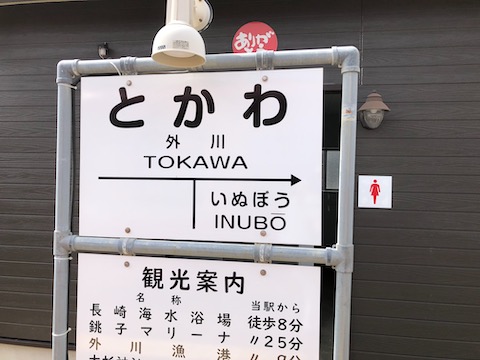 ありが
とかわ
外川
TOKAWA
いぬぼう
INUBŌ
観光案内
名称 当駅から
長崎海水浴場 徒歩8分
銚子マリーナ 〃25分
外川漁港 〃